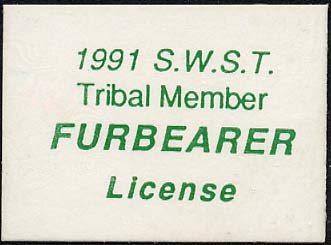 1991 S.W.S.T.
Tribal Member
FURBEARER
License